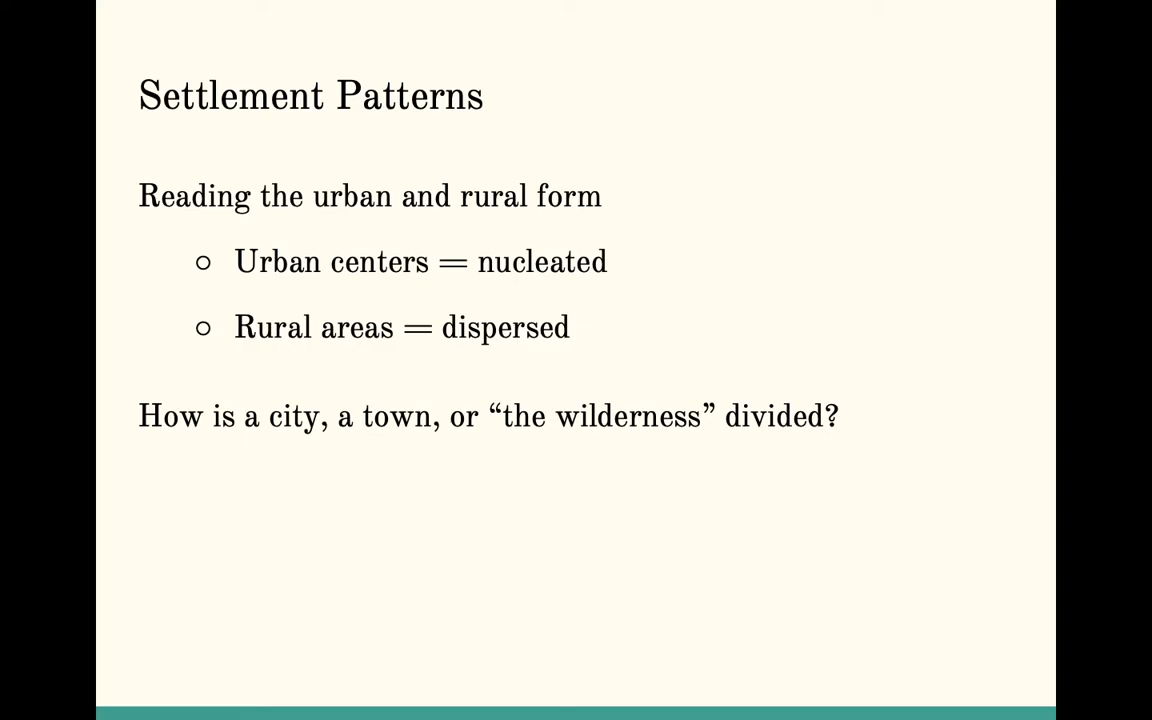 Settlement Patterns
Reading the urban and rural form
○ Urban centers = nucleated
○ Rural areas = dispersed
How is a city, a town, or “the wilderness” divided?